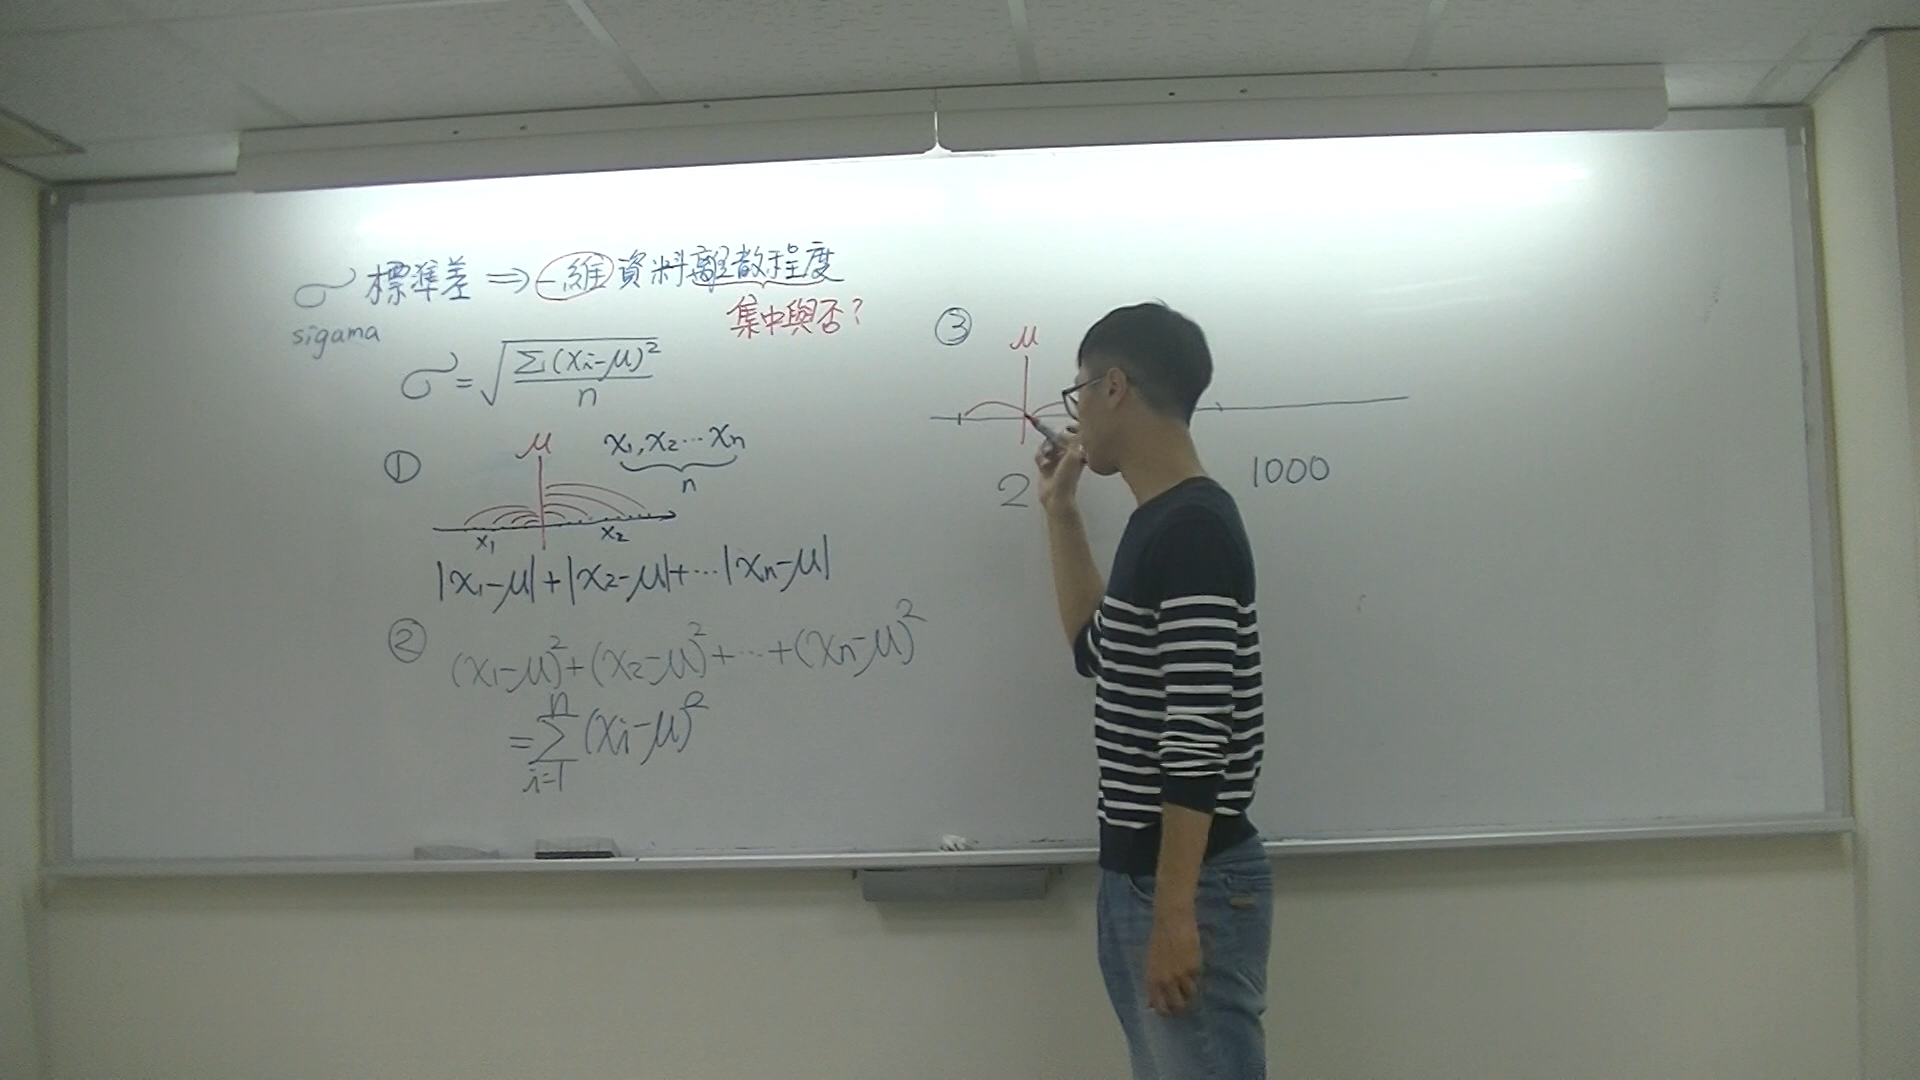 σ 標準差 ⇒ 一維資料離散程度
集中與否?
sigama
σ = √(Σ(xi-μ)² / n)
① μ x₁, x₂ … xn
n
x₁ x₂
|x₁-μ|+|x₂-μ|+…|xn-μ|
② (x₁-μ)²+(x₂-μ)²+…+(xn-μ)²
= Σ(i=1, n) (xi-μ)²
③ μ
2 1000